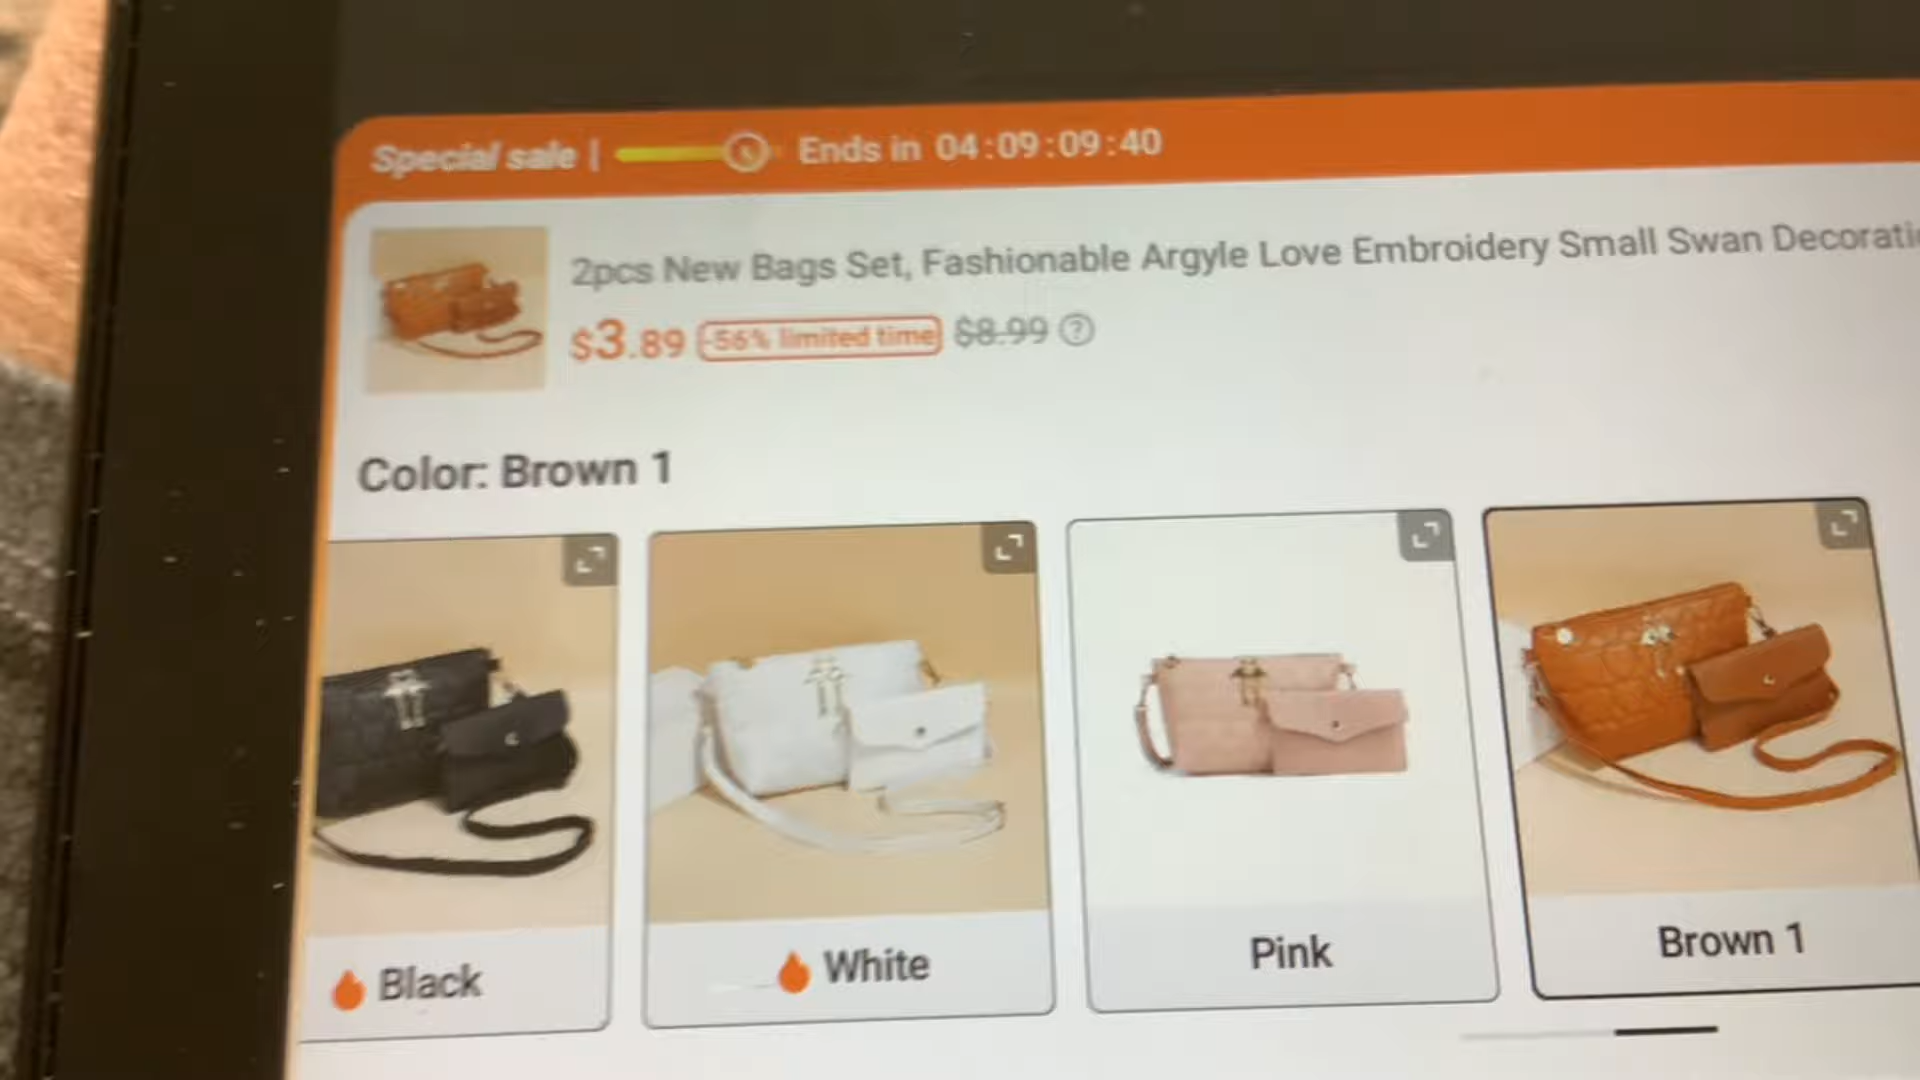 Special sale | Ends in 04:09:09:40
2pcs New Bags Set, Fashionable Argyle Love Embroidery Small Swan Decorati
$3.89 -56% limited time $8.99 ?
Color: Brown 1
Black
White
Pink
Brown 1